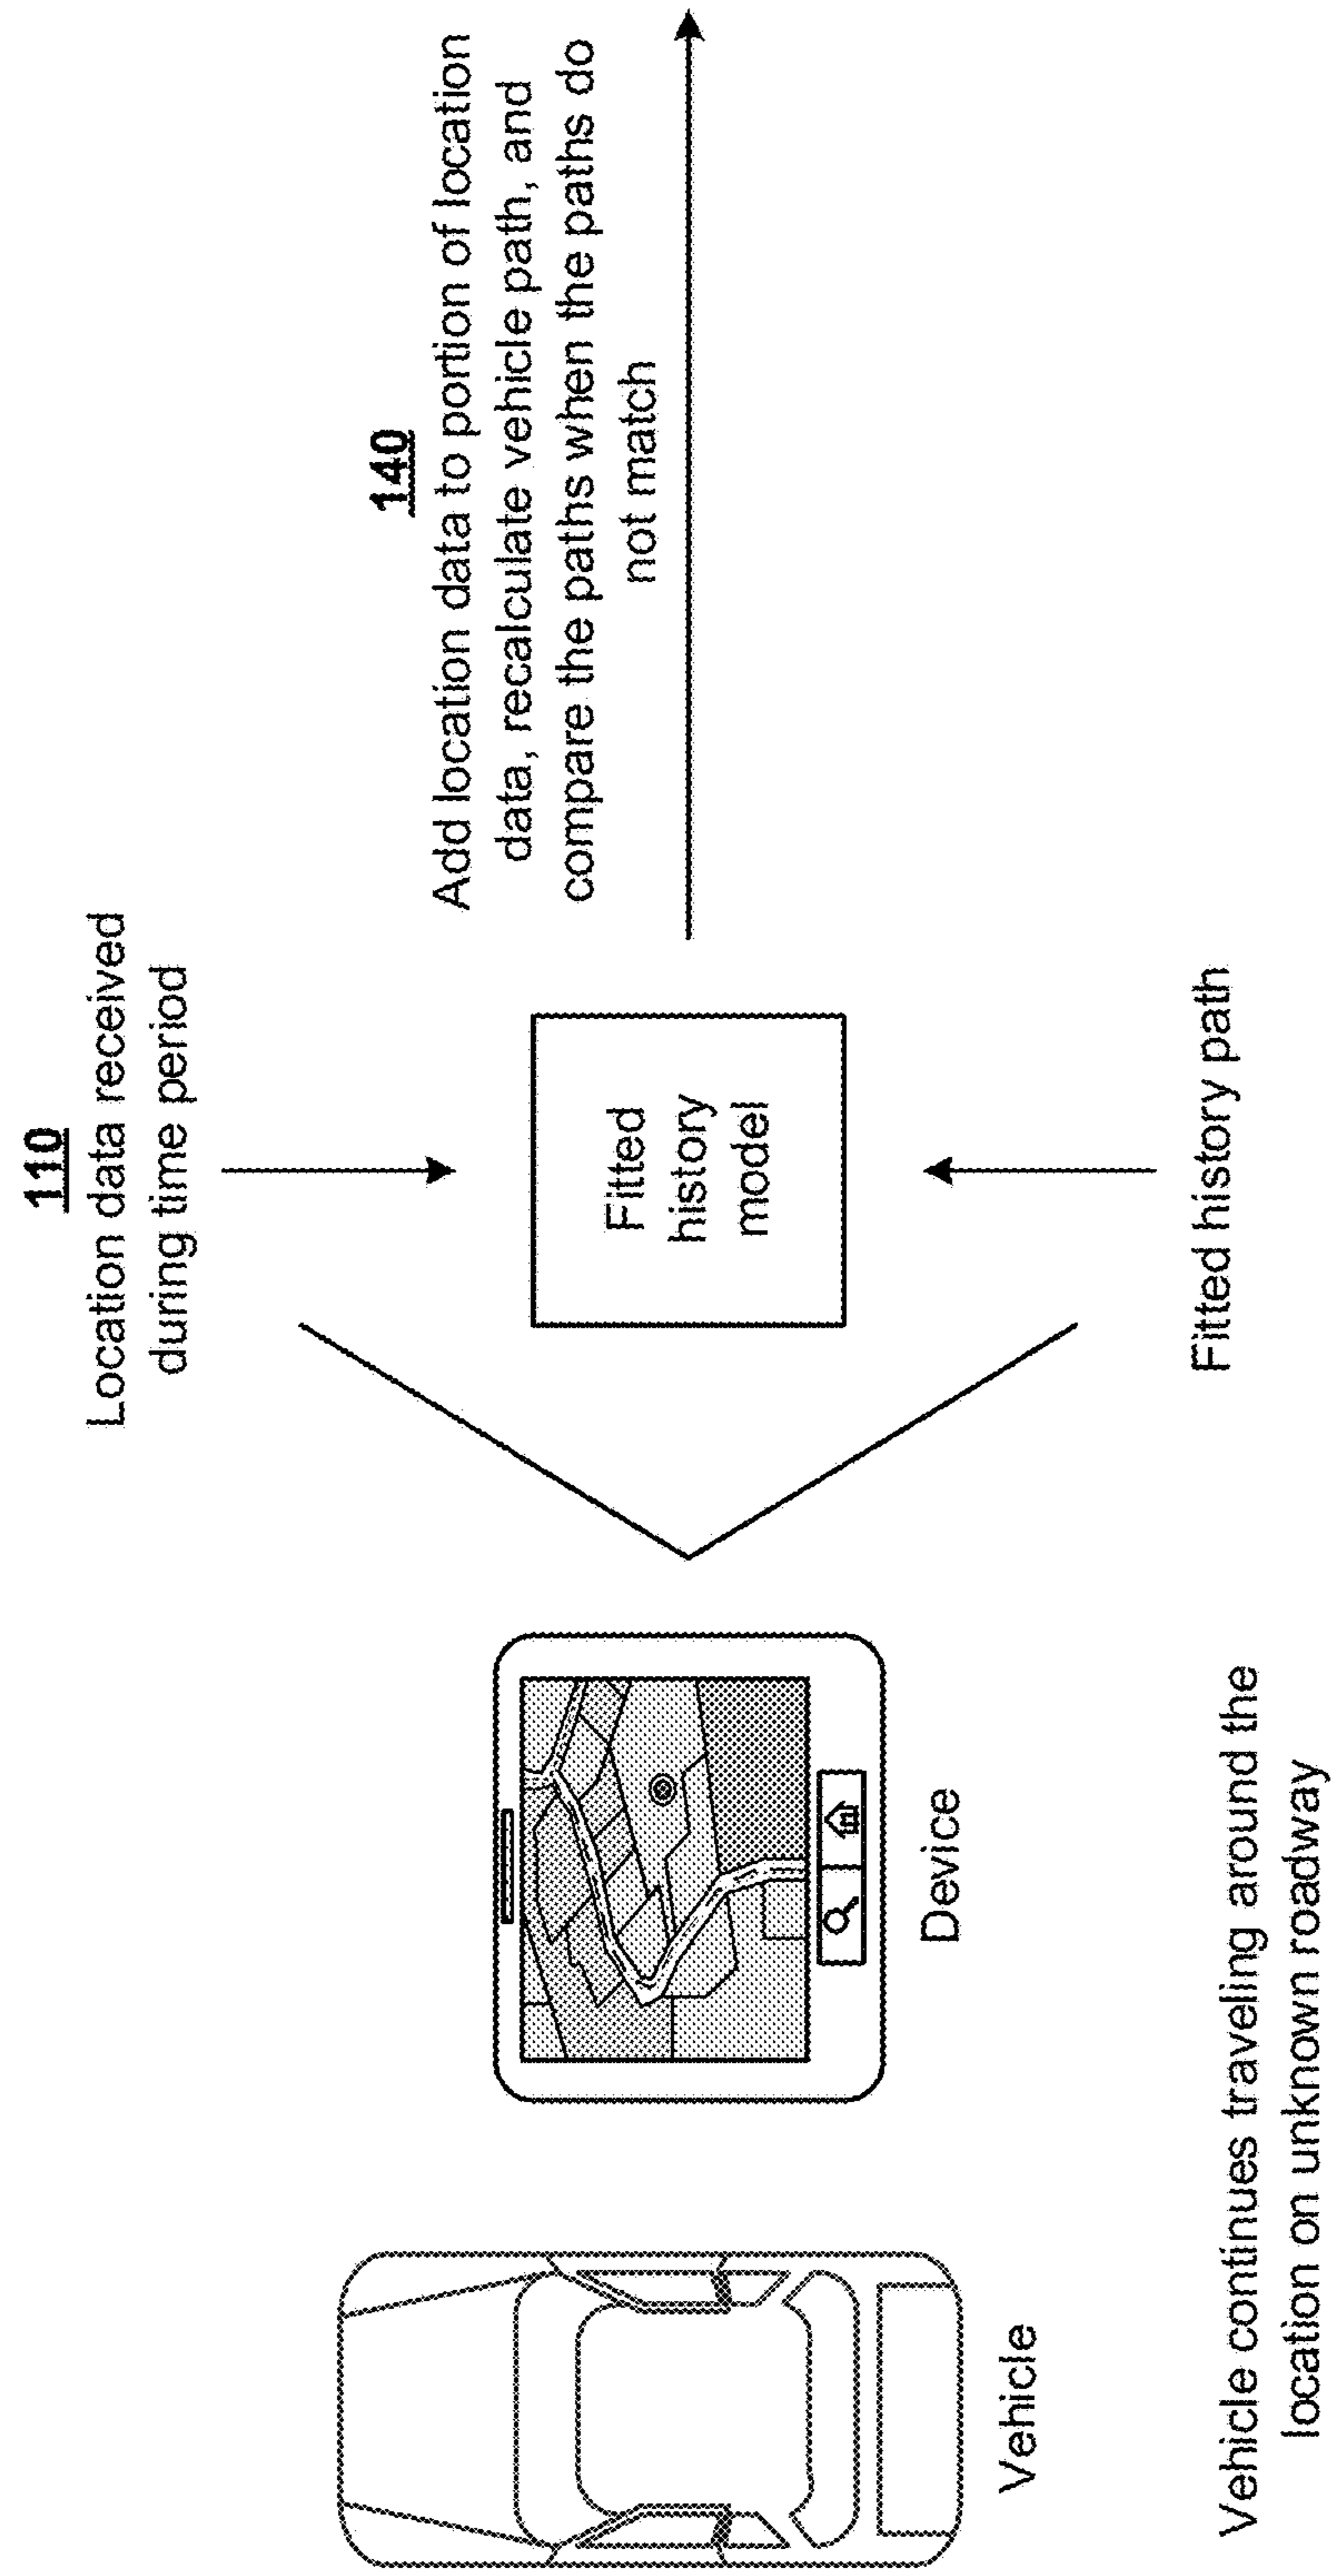 110
Location data received
during time period
140
Add location data to portion of location
data, recalculate vehicle path, and
compare the paths when the paths do
not match
Fitted
history
model
Fitted history path
Device
Vehicle
Vehicle continues traveling around the
location on unknown roadway